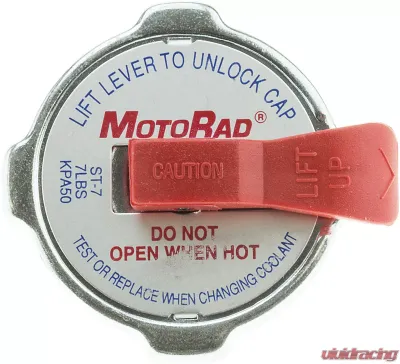 LIFT LEVER TO UNLOCK CAP
MOTORAD®
CAUTION
LIFT
UP
ST-7
7LBS
KPA50
DO NOT
OPEN WHEN HOT
TEST OR REPLACE WHEN CHANGING COOLANT
vividracing